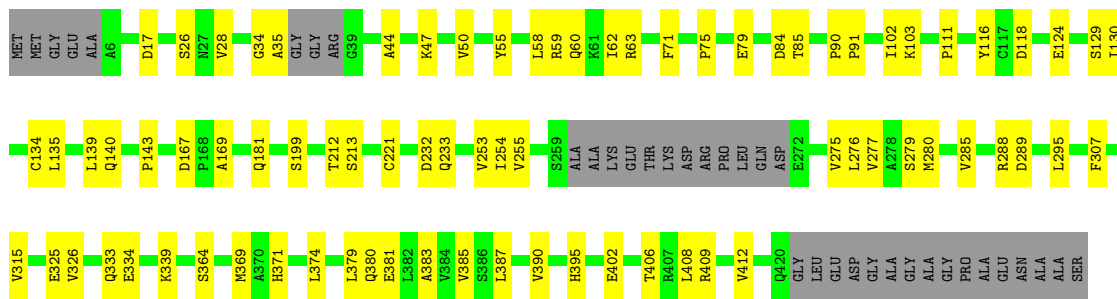 MET MET GLY GLU ALA A6 D17 S26 N27 V28 G34 A35 GLY GLY ARG G39 A44 K47 V50 Y55 L58 R59 Q60 K61 I62 R63 F71 P75 E79 D84 T85 P90 P91 I102 K103 P111 Y116 C117 D118 E124 S129 I130
C134 L135 L139 Q140 P143 D167 P168 A169 Q181 S199 T212 S213 C221 D232 Q233 V253 I254 V255 S259 ALA ALA LYS GLU THR LYS ASP ARG PRO LEU GLN ASP E272 V275 L276 V277 A278 S279 M280 V285 R288 D289 L295 F307
V315 E325 V326 Q333 E334 K339 S364 M369 A370 H371 L374 L379 Q380 E381 L382 A383 V384 V385 S386 L387 V390 H395 E402 T406 R407 L408 R409 V412 Q420 GLY LEU GLU ASP GLY ALA GLY ALA GLY PRO ALA GLU ASN ALA ALA SER